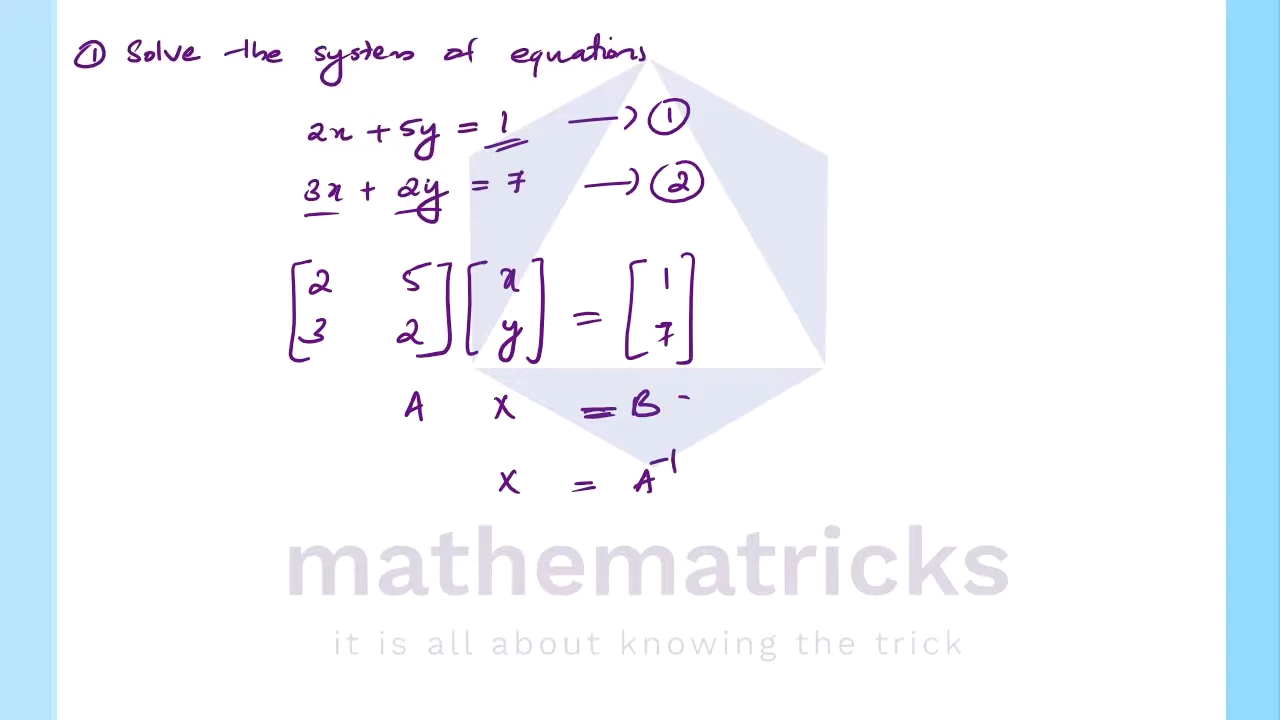 ① Solve the system of equations
2x + 5y = 1 → ①
3x + 2y = 7 → ②
[2 5] [x] = [1]
[3 2] [y] [7]
A X = B -
X = A⁻¹
mathematricks
it is all about knowing the trick